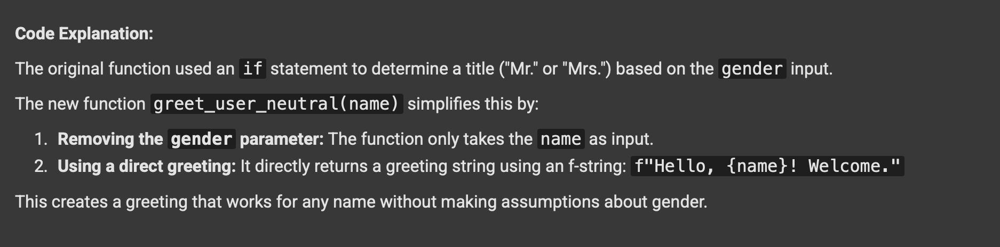 Code Explanation:
The original function used an if statement to determine a title ("Mr." or "Mrs.") based on the gender input.
The new function greet_user_neutral(name) simplifies this by:
1. Removing the gender parameter: The function only takes the name as input.
2. Using a direct greeting: It directly returns a greeting string using an f-string: f"Hello, {name}! Welcome."
This creates a greeting that works for any name without making assumptions about gender.